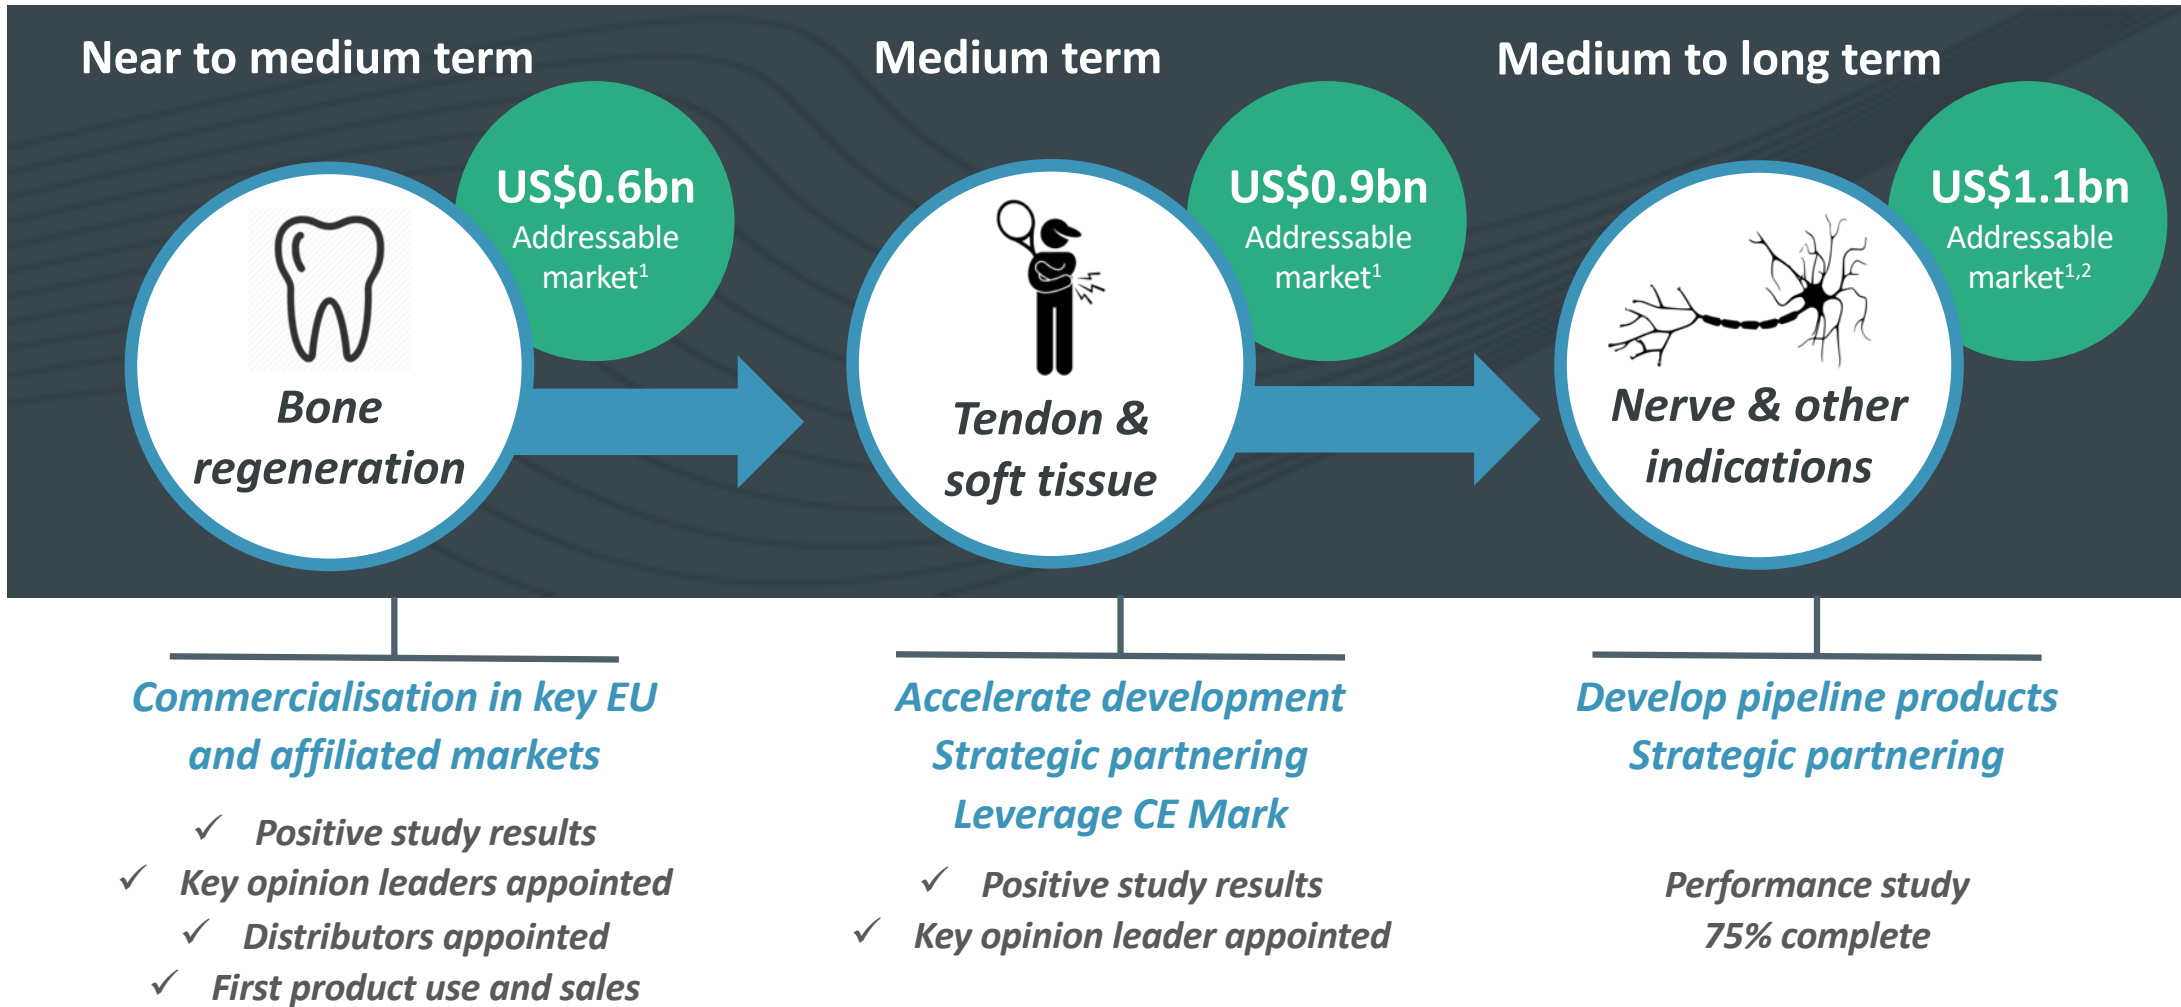 Near to medium term
US$0.6bn
Addressable
market1
Bone
regeneration
Commercialisation in key EU
and affiliated markets
✓ Positive study results
✓ Key opinion leaders appointed
✓ Distributors appointed
✓ First product use and sales
Medium term
US$0.9bn
Addressable
market1
Tendon &
soft tissue
Accelerate development
Strategic partnering
Leverage CE Mark
✓ Positive study results
✓ Key opinion leader appointed
Medium to long term
US$1.1bn
Addressable
market1,2
Nerve & other
indications
Develop pipeline products
Strategic partnering
Performance study
75% complete